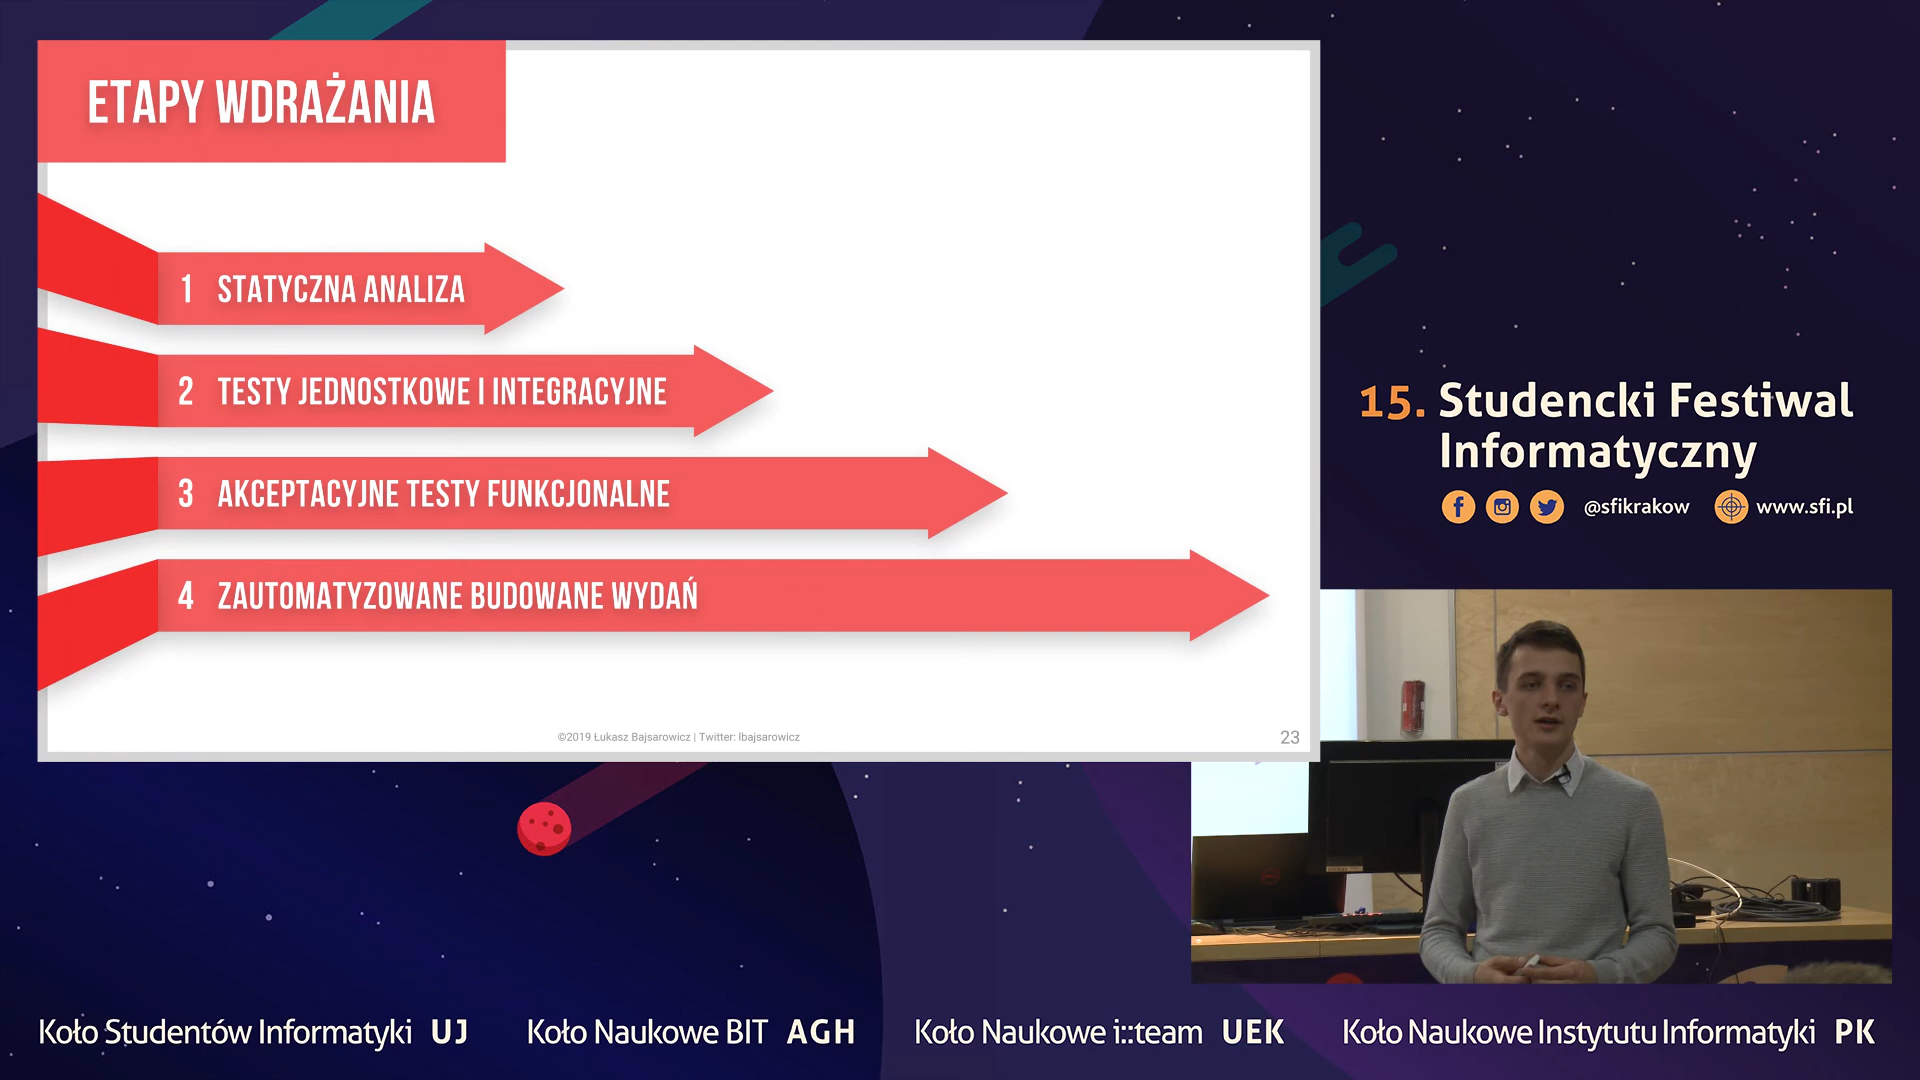 ETAPY WDRAŻANIA
1 STATYCZNA ANALIZA
2 TESTY JEDNOSTKOWE I INTEGRACYJNE
3 AKCEPTACYJNE TESTY FUNKCJONALNE
4 ZAUTOMATYZOWANE BUDOWANE WYDAŃ
©2019 Łukasz Bajsarowicz | Twitter: lbajsarowicz
23
15. Studencki Festiwal
Informatyczny
@sfikrakow www.sfi.pl
Koło Studentów Informatyki UJ
Koło Naukowe BIT AGH
Koło Naukowe i::team UEK
Koło Naukowe Instytutu Informatyki PK